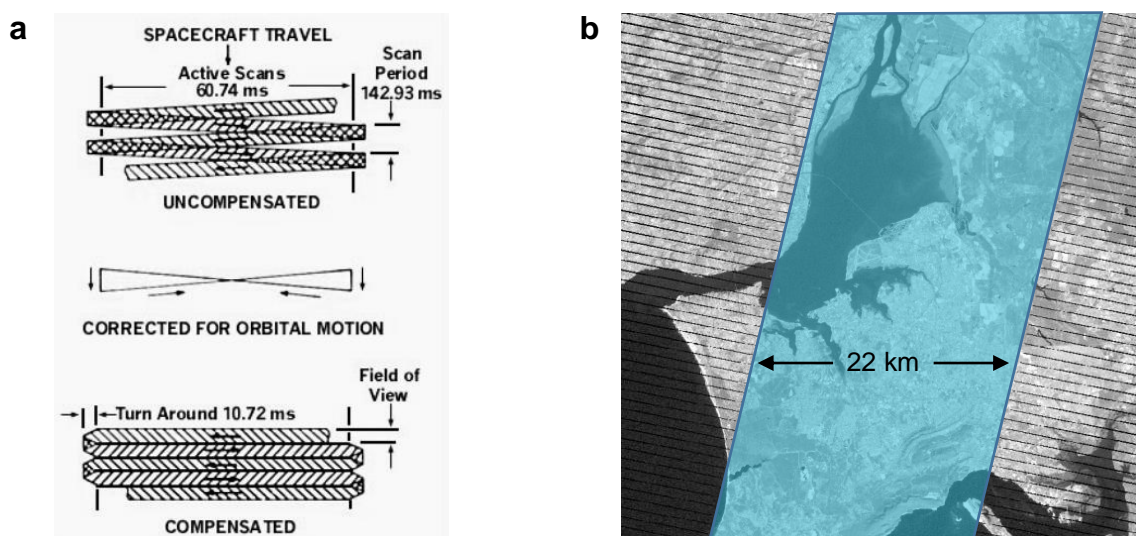 a
SPACECRAFT TRAVEL
Active Scans
60.74 ms
Scan
Period
142.93 ms
UNCOMPENSATED
CORRECTED FOR ORBITAL MOTION
Field of
View
Turn Around 10.72 ms
COMPENSATED
b
22 km